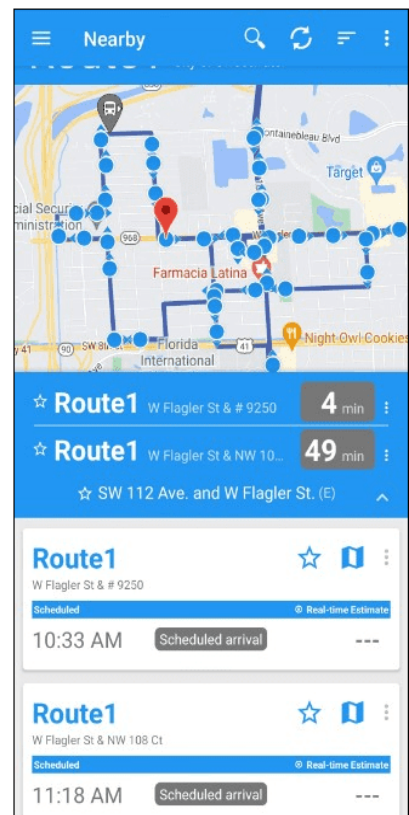 Nearby
Fontainebleau Blvd
Target
cial Securi
ministration
968
W
Farmacia Latina
SW 8
Florida
International
Night Owl Cookies
y 41
90
41
Route1 W Flagler St & # 9250 4 min
Route1 W Flagler St & NW 10... 49 min
SW 112 Ave. and W Flagler St. (E)
Route1
W Flagler St & # 9250
Scheduled Real-time Estimate
10:33 AM Scheduled arrival ---
Route1
W Flagler St & NW 108 Ct
Scheduled Real-time Estimate
11:18 AM Scheduled arrival ---